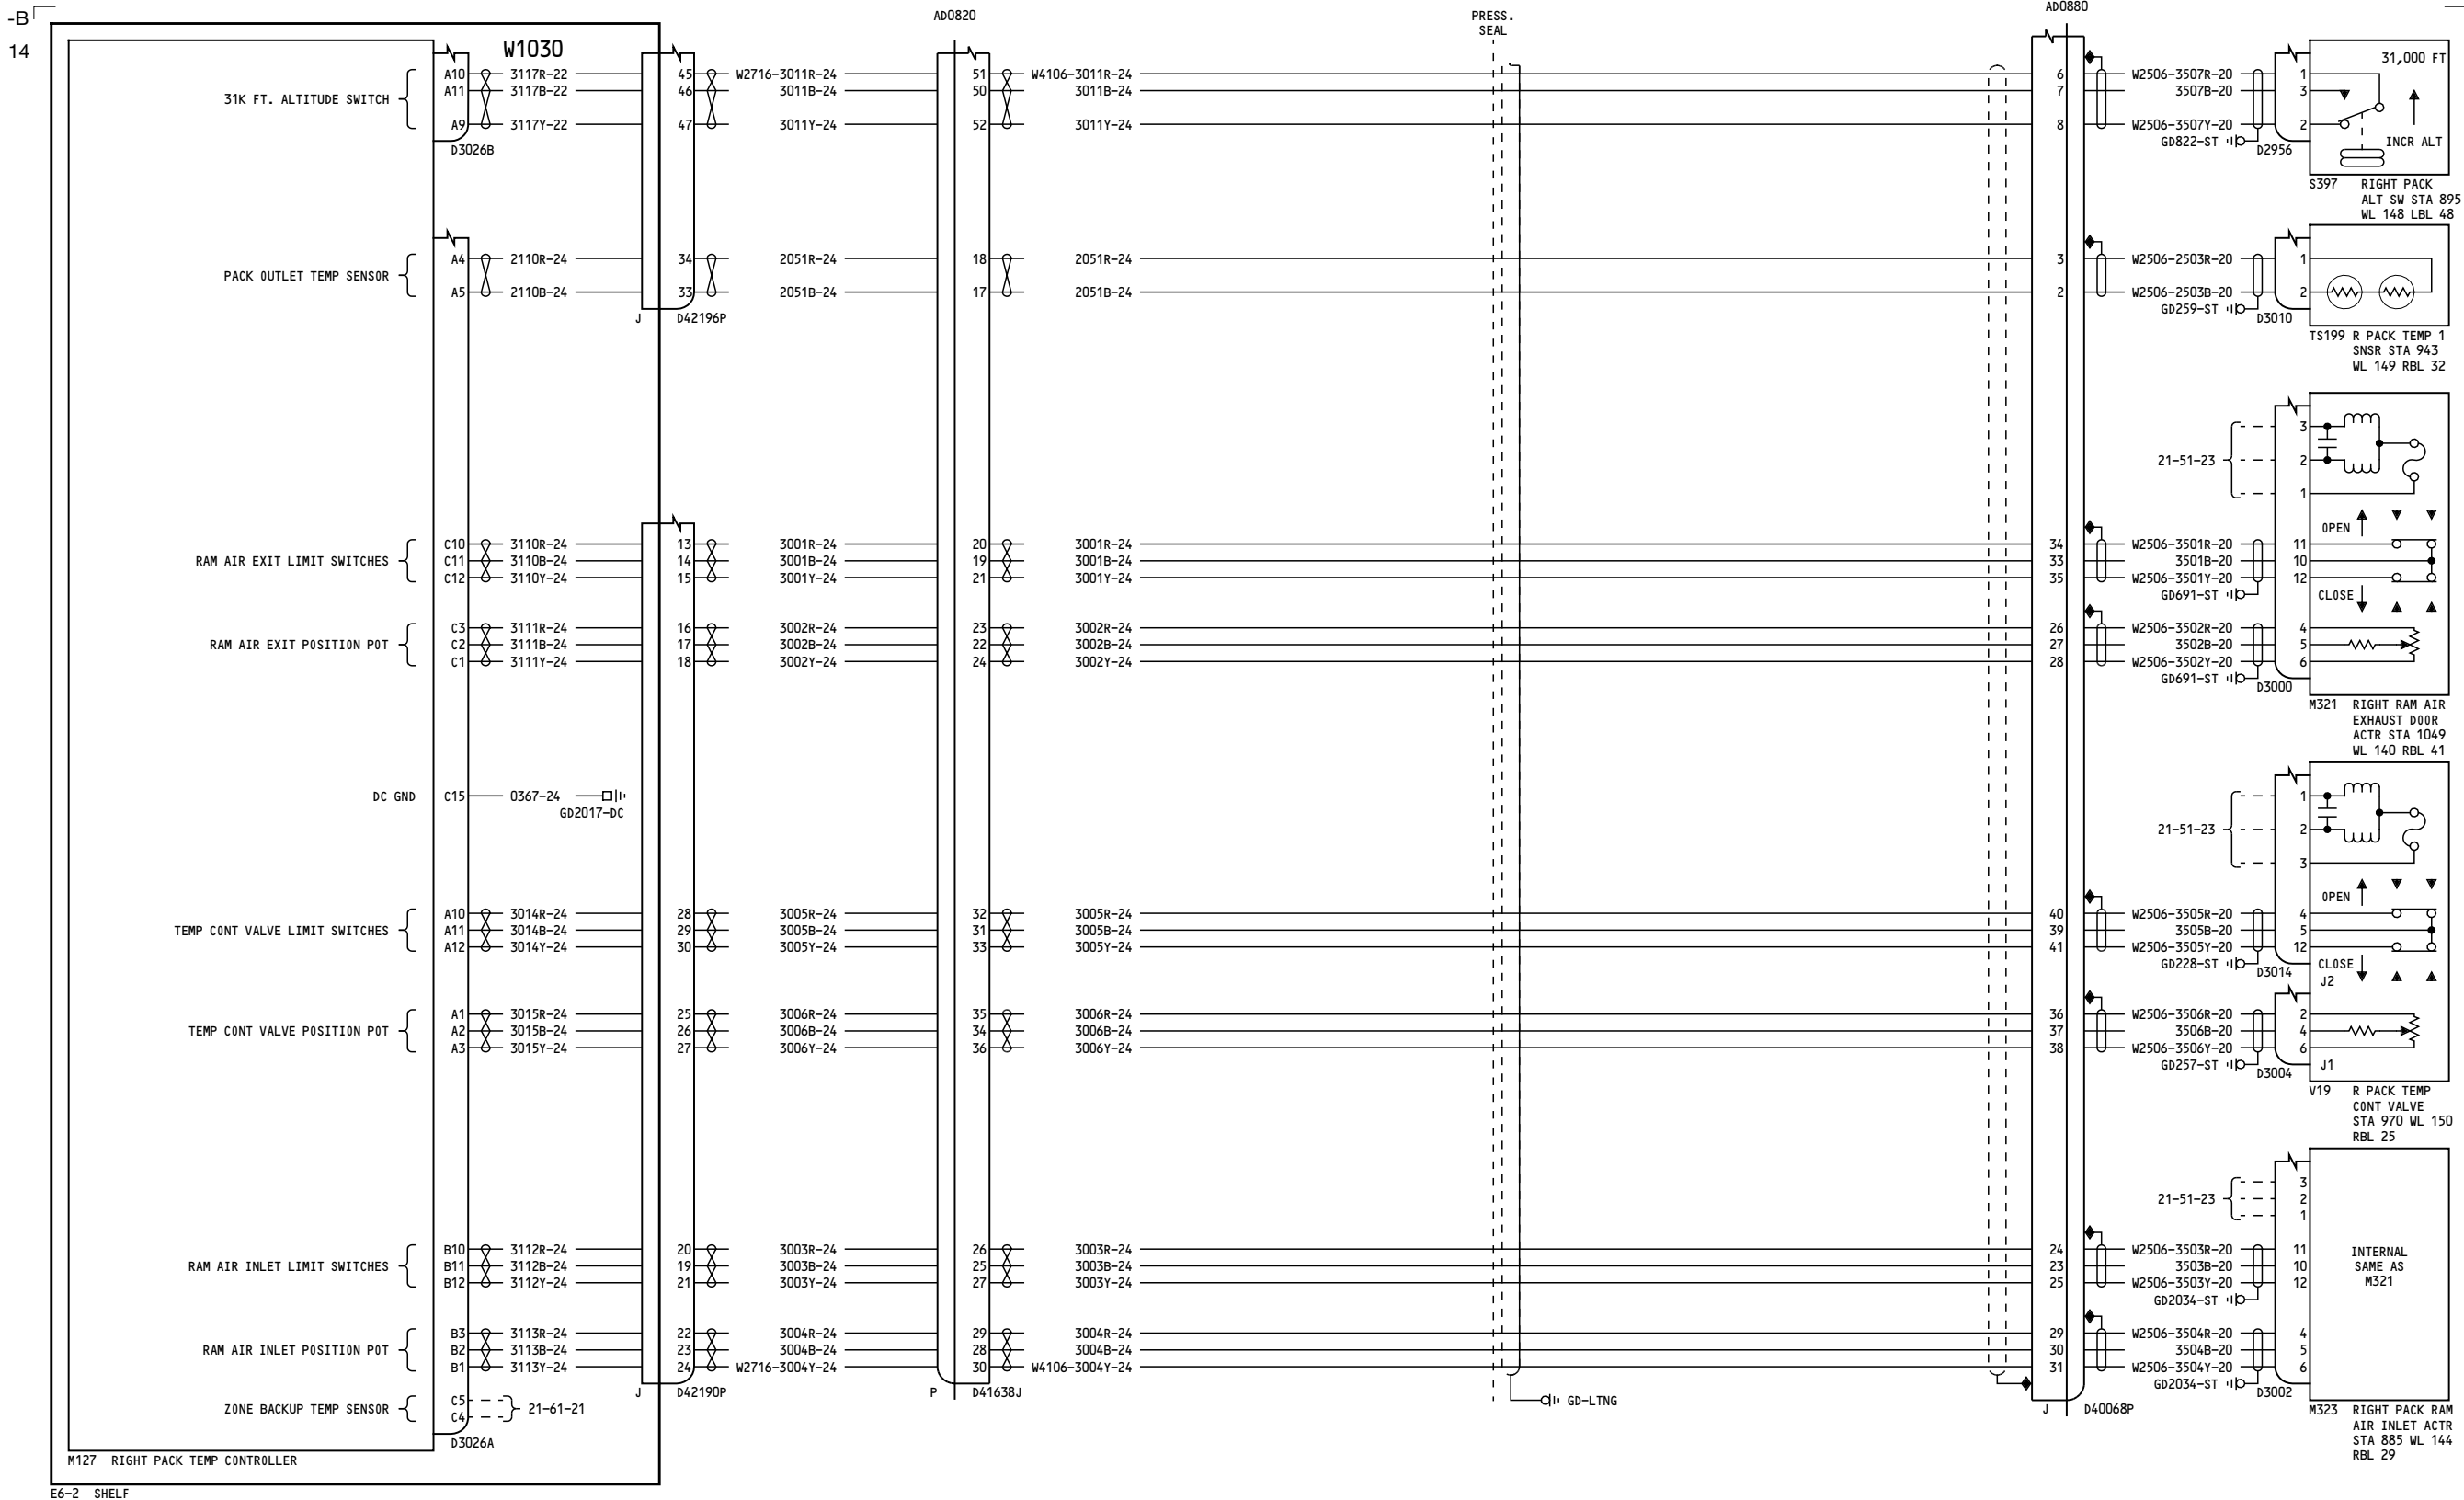 -B
14
AD0820
PRESS.
SEAL
AD0880
W1030
31K FT. ALTITUDE SWITCH
A10 3117R-22 45 W2716-3011R-24 51 W4106-3011R-24 6 W2506-3507R-20 1
A11 3117B-22 46 3011B-24 50 3011B-24 7 3507B-20 3
A9 3117Y-22 47 3011Y-24 52 3011Y-24 8 W2506-3507Y-20 2
D3026B
GD822-ST D2956
31,000 FT
INCR ALT
S397 RIGHT PACK
ALT SW STA 895
WL 148 LBL 48
PACK OUTLET TEMP SENSOR
A4 2110R-24 34 2051R-24 18 2051R-24 3 W2506-2503R-20 1
A5 2110B-24 33 2051B-24 17 2051B-24 2 W2506-2503B-20 2
J D42196P
GD259-ST D3010
TS199 R PACK TEMP 1
SNSR STA 943
WL 149 RBL 32
21-51-23
3
2
1
RAM AIR EXIT LIMIT SWITCHES
C10 3110R-24 13 3001R-24 20 3001R-24 34 W2506-3501R-20 11
C11 3110B-24 14 3001B-24 19 3001B-24 33 3501B-20 10
C12 3110Y-24 15 3001Y-24 21 3001Y-24 35 W2506-3501Y-20 12
GD691-ST
OPEN
CLOSE
RAM AIR EXIT POSITION POT
C3 3111R-24 16 3002R-24 23 3002R-24 26 W2506-3502R-20 4
C2 3111B-24 17 3002B-24 22 3002B-24 27 3502B-20 5
C1 3111Y-24 18 3002Y-24 24 3002Y-24 28 W2506-3502Y-20 6
GD691-ST D3000
M321 RIGHT RAM AIR
EXHAUST DOOR
ACTR STA 1049
WL 140 RBL 41
DC GND C15 0367-24
GD2017-DC
21-51-23
1
2
3
TEMP CONT VALVE LIMIT SWITCHES
A10 3014R-24 28 3005R-24 32 3005R-24 40 W2506-3505R-20 4
A11 3014B-24 29 3005B-24 31 3005B-24 39 3505B-20 5
A12 3014Y-24 30 3005Y-24 33 3005Y-24 41 W2506-3505Y-20 12
GD228-ST D3014
OPEN
CLOSE
J2
TEMP CONT VALVE POSITION POT
A1 3015R-24 25 3006R-24 35 3006R-24 36 W2506-3506R-20 2
A2 3015B-24 26 3006B-24 34 3006B-24 37 3506B-20 4
A3 3015Y-24 27 3006Y-24 36 3006Y-24 38 W2506-3506Y-20 6
GD257-ST D3004
J1
V19 R PACK TEMP
CONT VALVE
STA 970 WL 150
RBL 25
21-51-23
3
2
1
RAM AIR INLET LIMIT SWITCHES
B10 3112R-24 20 3003R-24 26 3003R-24 24 W2506-3503R-20 11
B11 3112B-24 19 3003B-24 25 3003B-24 23 3503B-20 10
B12 3112Y-24 21 3003Y-24 27 3003Y-24 25 W2506-3503Y-20 12
GD2034-ST
INTERNAL
SAME AS
M321
RAM AIR INLET POSITION POT
B3 3113R-24 22 3004R-24 29 3004R-24 29 W2506-3504R-20 4
B2 3113B-24 23 3004B-24 28 3004B-24 30 3504B-20 5
B1 3113Y-24 24 W2716-3004Y-24 30 W4106-3004Y-24 31 W2506-3504Y-20 6
GD2034-ST D3002
J D42190P
P D41638J
GD-LTNG
J D40068P
ZONE BACKUP TEMP SENSOR
C5
C4
21-61-21
D3026A
M323 RIGHT PACK RAM
AIR INLET ACTR
STA 885 WL 144
RBL 29
M127 RIGHT PACK TEMP CONTROLLER
E6-2 SHELF